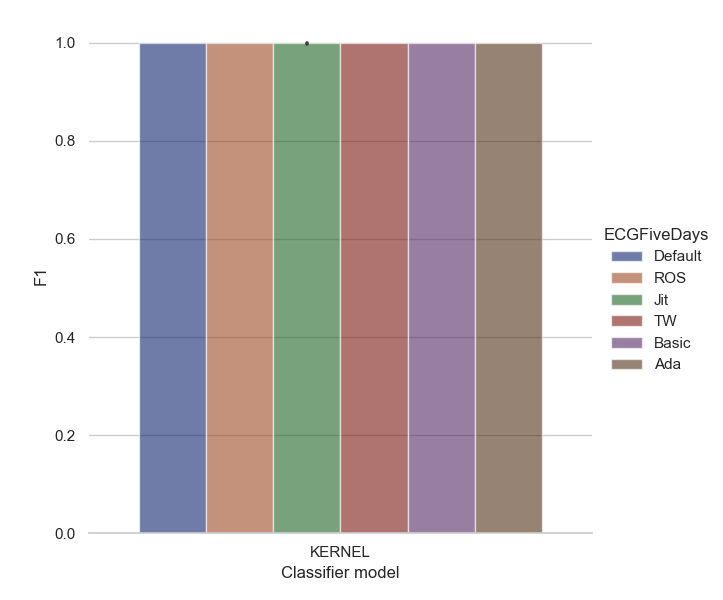 1.0
0.8
0.6
0.4
0.2
0.0
F1
KERNEL
Classifier model
ECGFiveDays
Default
ROS
Jit
TW
Basic
Ada